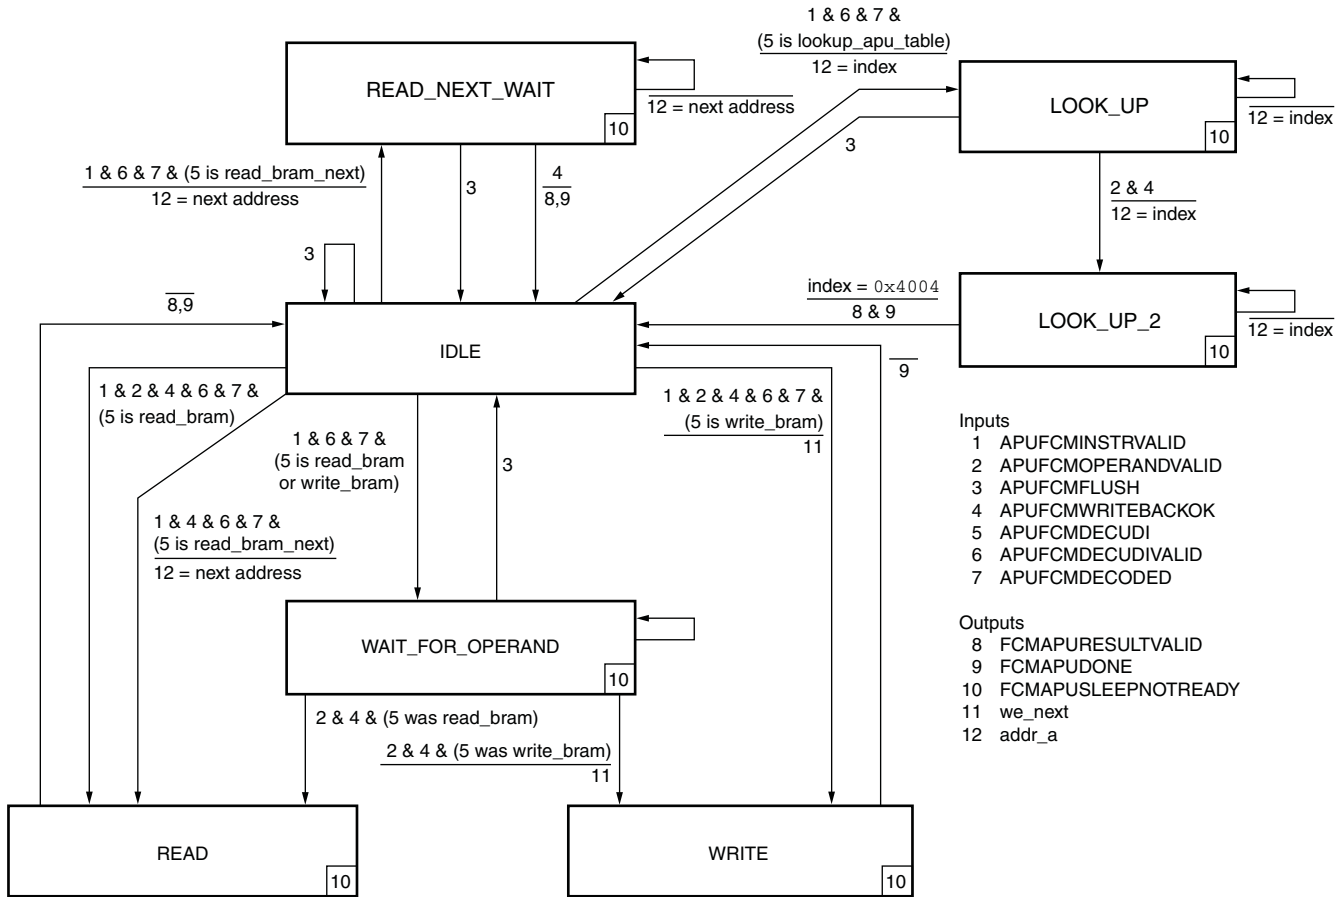 1 & 6 & 7 &
(5 is lookup_apu_table)
12 = index
READ_NEXT_WAIT
10
12 = next address
LOOK_UP
10
12 = index
1 & 6 & 7 & (5 is read_bram_next)
12 = next address
3
4
8,9
3
2 & 4
12 = index
3
8,9
IDLE
index = 0x4004
8 & 9
LOOK_UP_2
10
12 = index
9
1 & 2 & 4 & 6 & 7 &
(5 is read_bram)
1 & 6 & 7 &
(5 is read_bram
or write_bram)
3
1 & 2 & 4 & 6 & 7 &
(5 is write_bram)
11
1 & 4 & 6 & 7 &
(5 is read_bram_next)
12 = next address
WAIT_FOR_OPERAND
10
2 & 4 & (5 was read_bram)
2 & 4 & (5 was write_bram)
11
READ
10
WRITE
10
Inputs
1 APUFCMINSTRVALID
2 APUFCMOPERANDVALID
3 APUFCMFLUSH
4 APUFCMWRITEBACKOK
5 APUFCMDECUDI
6 APUFCMDECUDIVALID
7 APUFCMDECODED
Outputs
8 FCMAPURESULTVALID
9 FCMAPUDONE
10 FCMAPUSLEEPNOTREADY
11 we_next
12 addr_a